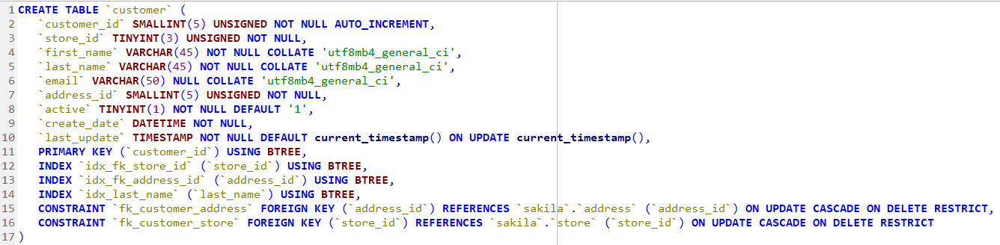 1 CREATE TABLE `customer` (
2 `customer_id` SMALLINT(5) UNSIGNED NOT NULL AUTO_INCREMENT,
3 `store_id` TINYINT(3) UNSIGNED NOT NULL,
4 `first_name` VARCHAR(45) NOT NULL COLLATE 'utf8mb4_general_ci',
5 `last_name` VARCHAR(45) NOT NULL COLLATE 'utf8mb4_general_ci',
6 `email` VARCHAR(50) NULL COLLATE 'utf8mb4_general_ci',
7 `address_id` SMALLINT(5) UNSIGNED NOT NULL,
8 `active` TINYINT(1) NOT NULL DEFAULT '1',
9 `create_date` DATETIME NOT NULL,
10 `last_update` TIMESTAMP NOT NULL DEFAULT current_timestamp() ON UPDATE current_timestamp(),
11 PRIMARY KEY (`customer_id`) USING BTREE,
12 INDEX `idx_fk_store_id` (`store_id`) USING BTREE,
13 INDEX `idx_fk_address_id` (`address_id`) USING BTREE,
14 INDEX `idx_last_name` (`last_name`) USING BTREE,
15 CONSTRAINT `fk_customer_address` FOREIGN KEY (`address_id`) REFERENCES `sakila`.`address` (`address_id`) ON UPDATE CASCADE ON DELETE RESTRICT,
16 CONSTRAINT `fk_customer_store` FOREIGN KEY (`store_id`) REFERENCES `sakila`.`store` (`store_id`) ON UPDATE CASCADE ON DELETE RESTRICT
17 )